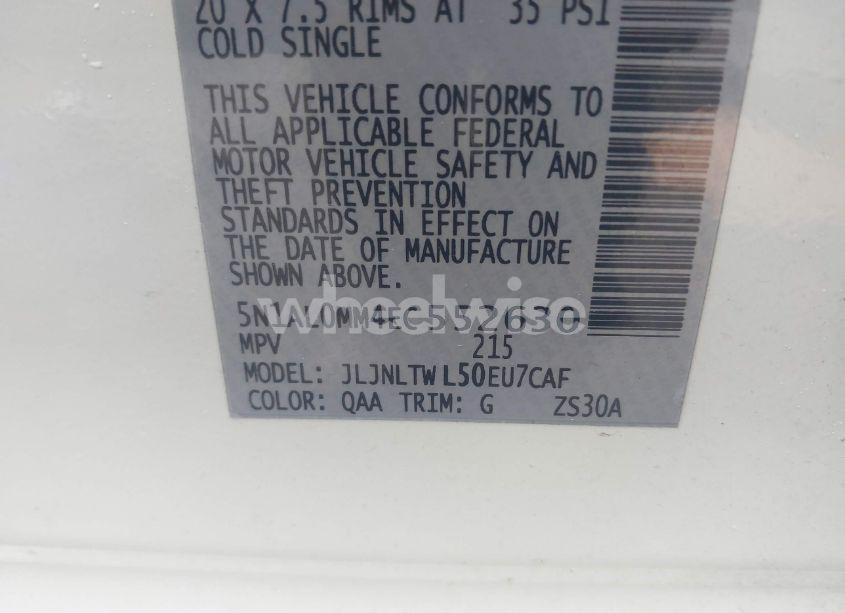 20 X 7.5 RIMS AT 35 PSI
COLD SINGLE
THIS VEHICLE CONFORMS TO
ALL APPLICABLE FEDERAL
MOTOR VEHICLE SAFETY AND
THEFT PREVENTION
STANDARDS IN EFFECT ON
THE DATE OF MANUFACTURE
SHOWN ABOVE.
wheelwise
5N1AL0MM4EC552630
MPV 215
MODEL: JLJNLTWL50EU7CAF
COLOR: QAA TRIM: G ZS30A